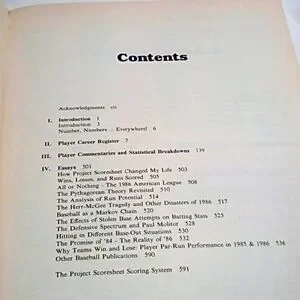 Contents
Acknowledgments vii
I. Introduction 1
Introduction 3
Number, Numbers ... Everywhere! 6
II. Player Career Register 7
III. Player Commentaries and Statistical Breakdowns 139
IV. Essays 501
How Project Scoresheet Changed My Life 503
Wins, Losses, and Runs Scored 505
All or Nothing - The 1986 American League 508
The Pythagorean Theory Revisited 510
The Analysis of Run Potential 514
The Herr-McGee Tragedy and Other Disasters of 1986 517
Baseball as a Markov Chain 520
The Effects of Stolen Base Attempts on Batting Stats 525
The Defensive Spectrum and Paul Molitor 528
Hitting in Different Base-Out Situations 530
The Promise of '84 - The Reality of '86 532
Why Teams Win and Lose: Player Par-Run Performance in 1985 & 1986 536
Other Baseball Publications 590
The Project Scoresheet Scoring System 591